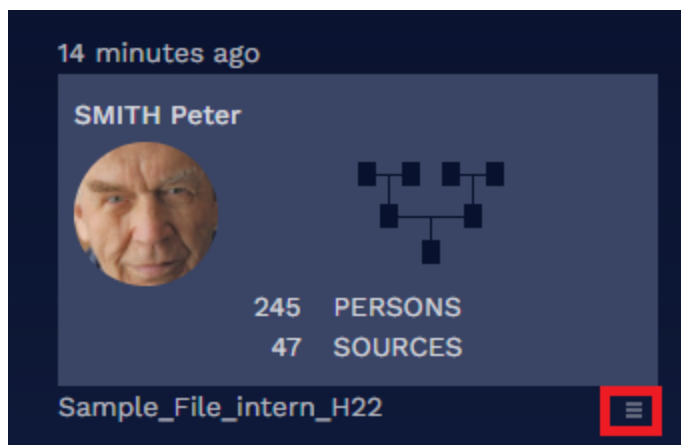 14 minutes ago
SMITH Peter
245 PERSONS
47 SOURCES
Sample_File_intern_H22